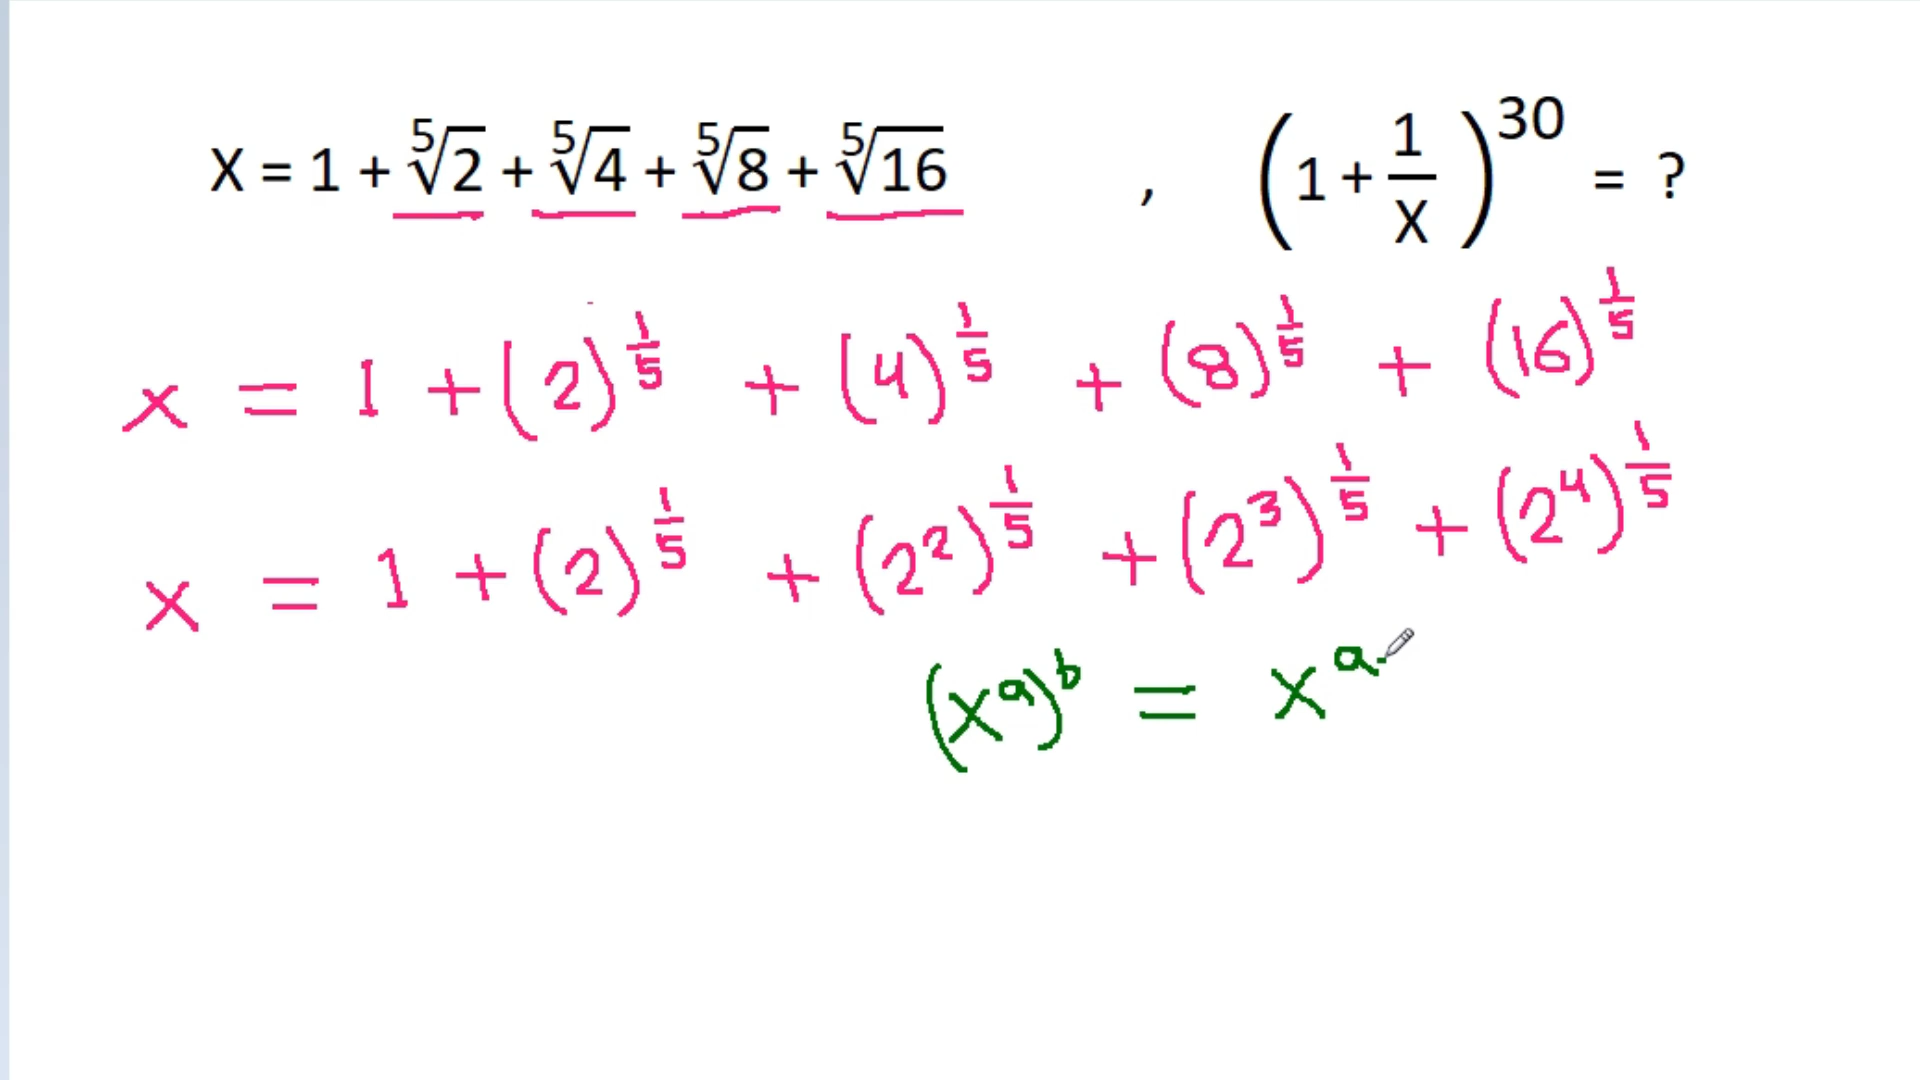 X = 1 + ⁵√2 + ⁵√4 + ⁵√8 + ⁵√16 , (1 + 1/X)³⁰ = ?
x = 1 + (2)^(1/5) + (4)^(1/5) + (8)^(1/5) + (16)^(1/5)
x = 1 + (2)^(1/5) + (2²)^(1/5) + (2³)^(1/5) + (2⁴)^(1/5)
(x^a)^b = x^a.